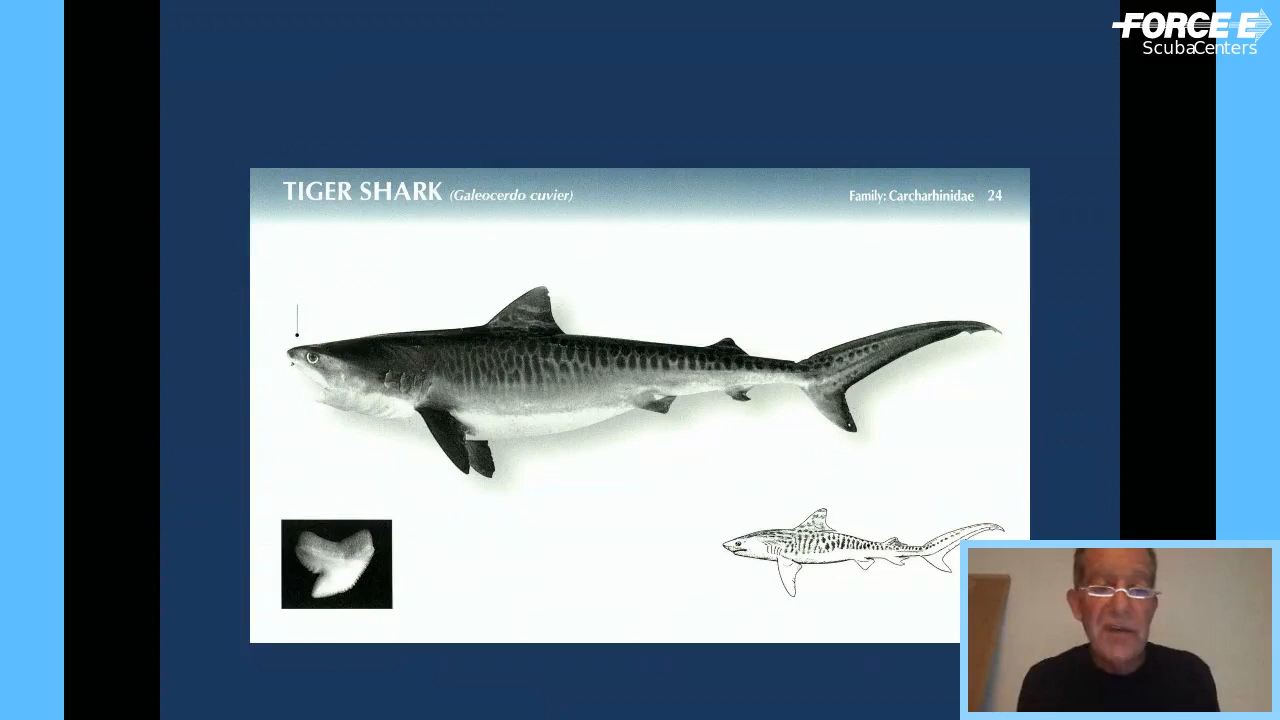 FORCE-E
ScubaCenters
TIGER SHARK (Galeocerdo cuvier)
Family: Carcharhinidae 24